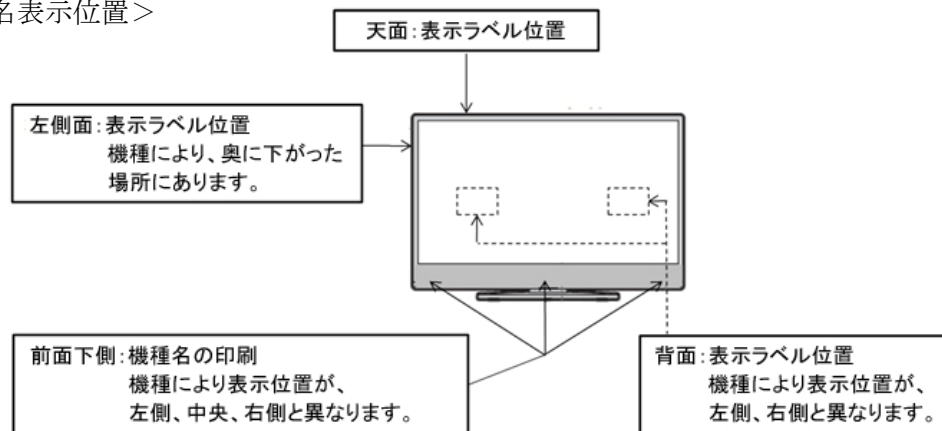 名表示位置＞
天面：表示ラベル位置
左側面：表示ラベル位置
機種により、奥に下がった
場所にあります。
前面下側：機種名の印刷
機種により表示位置が、
左側、中央、右側と異なります。
背面：表示ラベル位置
機種により表示位置が、
左側、右側と異なります。